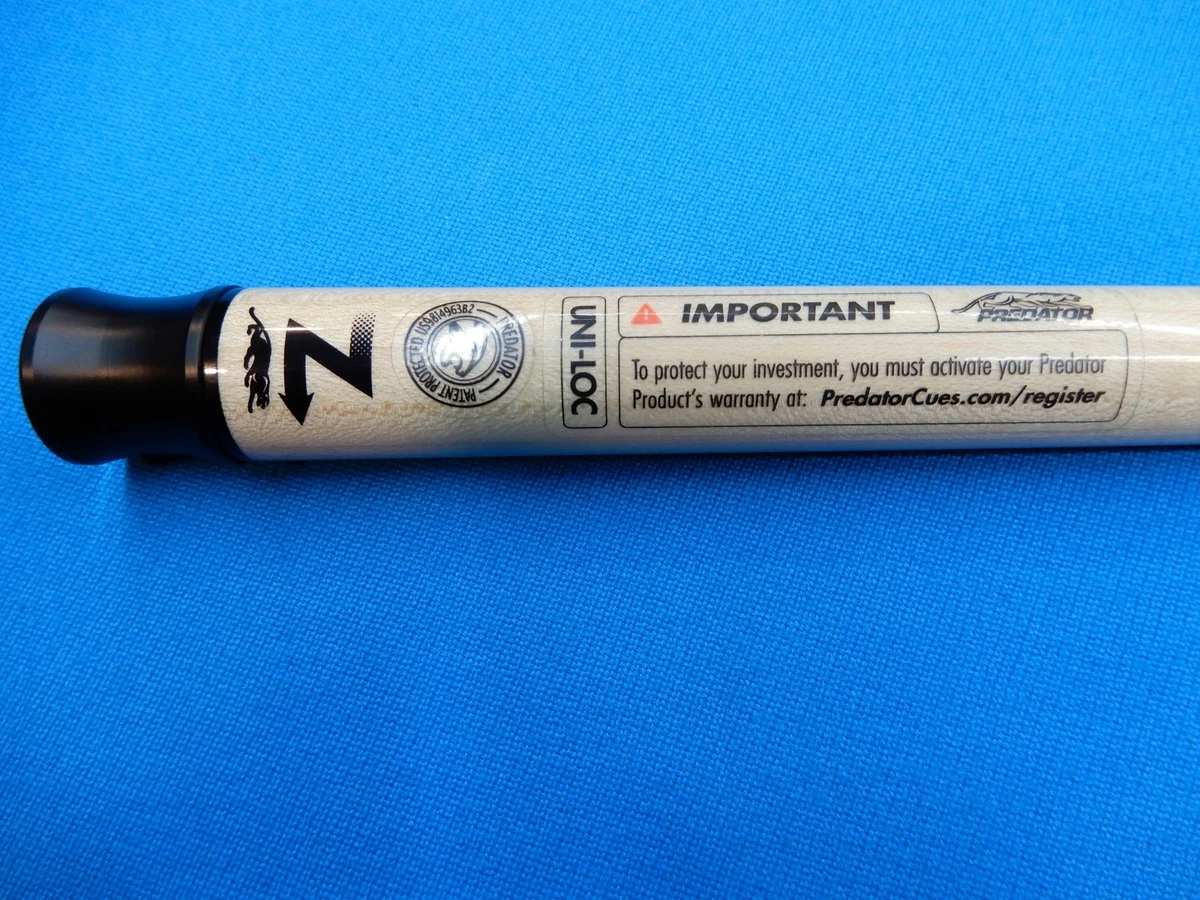 Z
PREDATOR
PATENT PROTECTED US9814963B2
UNI-LOC
IMPORTANT
PREDATOR
To protect your investment, you must activate your Predator
Product's warranty at: PredatorCues.com/register